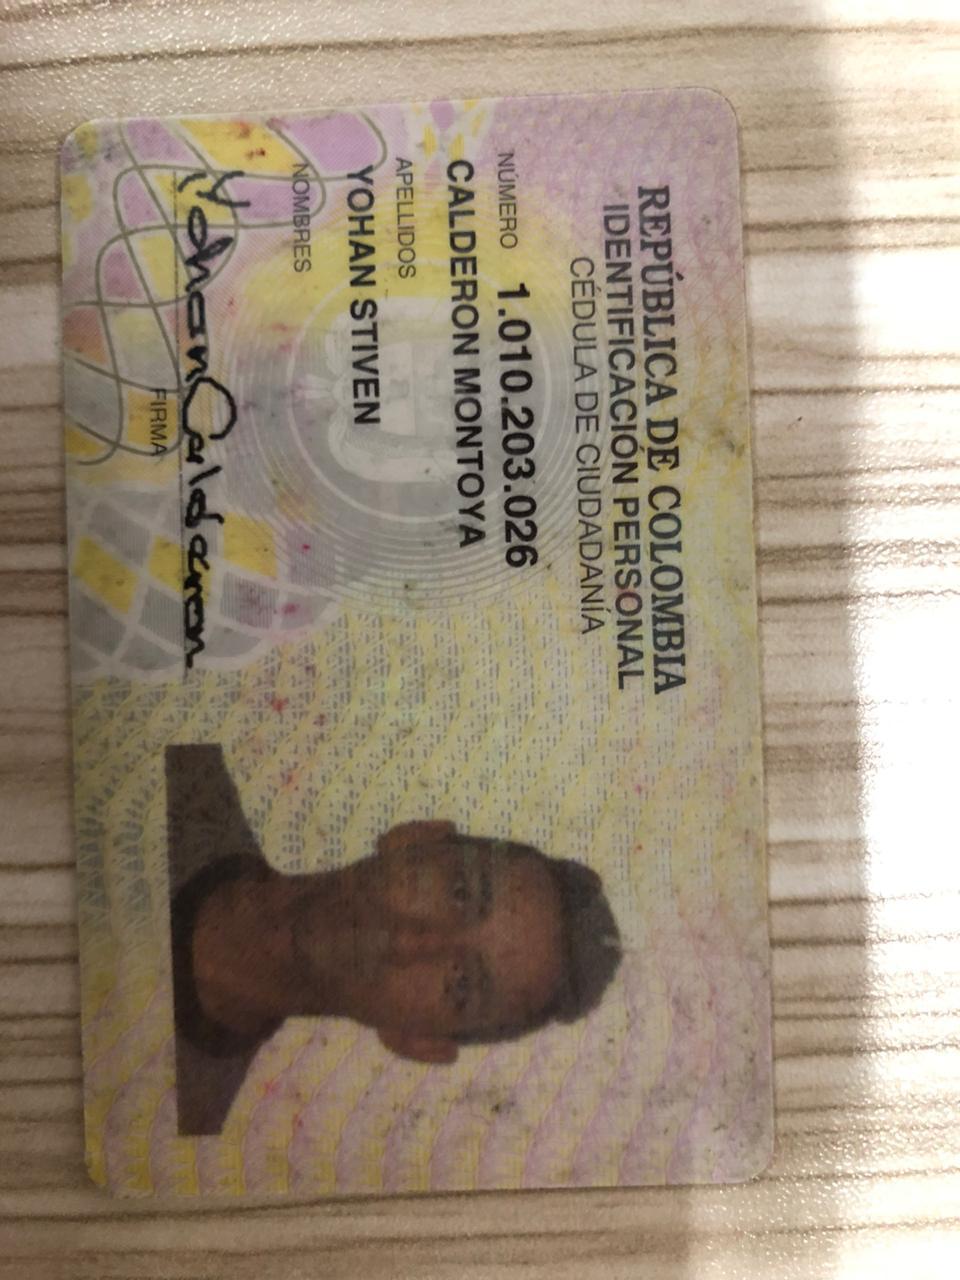 REPÚBLICA DE COLOMBIA
IDENTIFICACIÓN PERSONAL
CÉDULA DE CIUDADANÍA
NÚMERO 1.010.203.026
CALDERON MONTOYA
APELLIDOS
YOHAN STIVEN
NOMBRES
Yohan Calderon
FIRMA